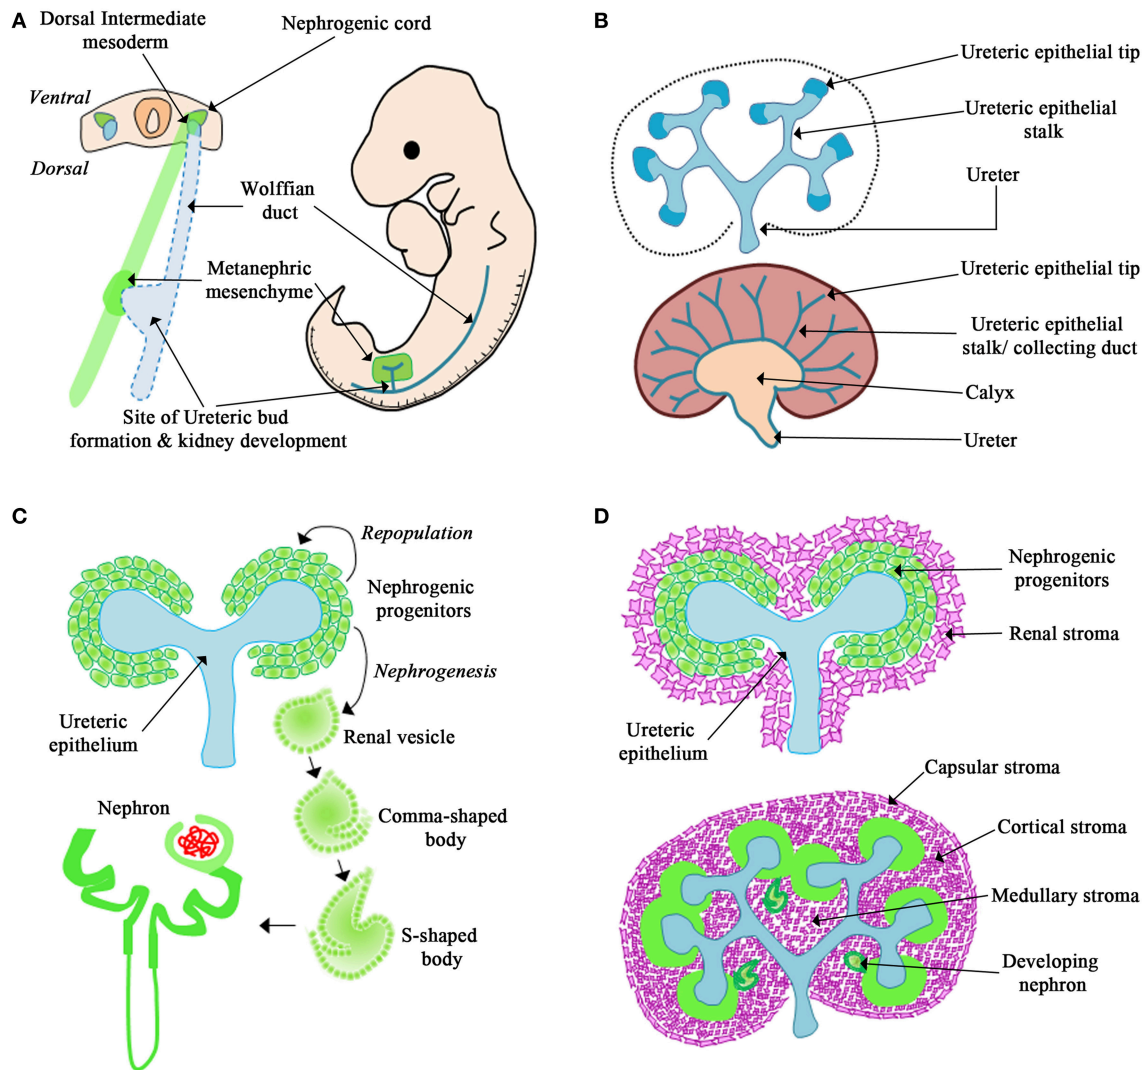 A
Dorsal Intermediate
mesoderm
Nephrogenic cord
Ventral
Dorsal
Wolffian
duct
Metanephric
mesenchyme
Site of Ureteric bud
formation & kidney development
B
Ureteric epithelial tip
Ureteric epithelial
stalk
Ureter
Ureteric epithelial tip
Ureteric epithelial
stalk/ collecting duct
Calyx
Ureter
C
Repopulation
Nephrogenic
progenitors
Nephrogenesis
Ureteric
epithelium
Renal vesicle
Nephron
Comma-shaped
body
S-shaped
body
D
Nephrogenic
progenitors
Renal stroma
Ureteric
epithelium
Capsular stroma
Cortical stroma
Medullary stroma
Developing
nephron